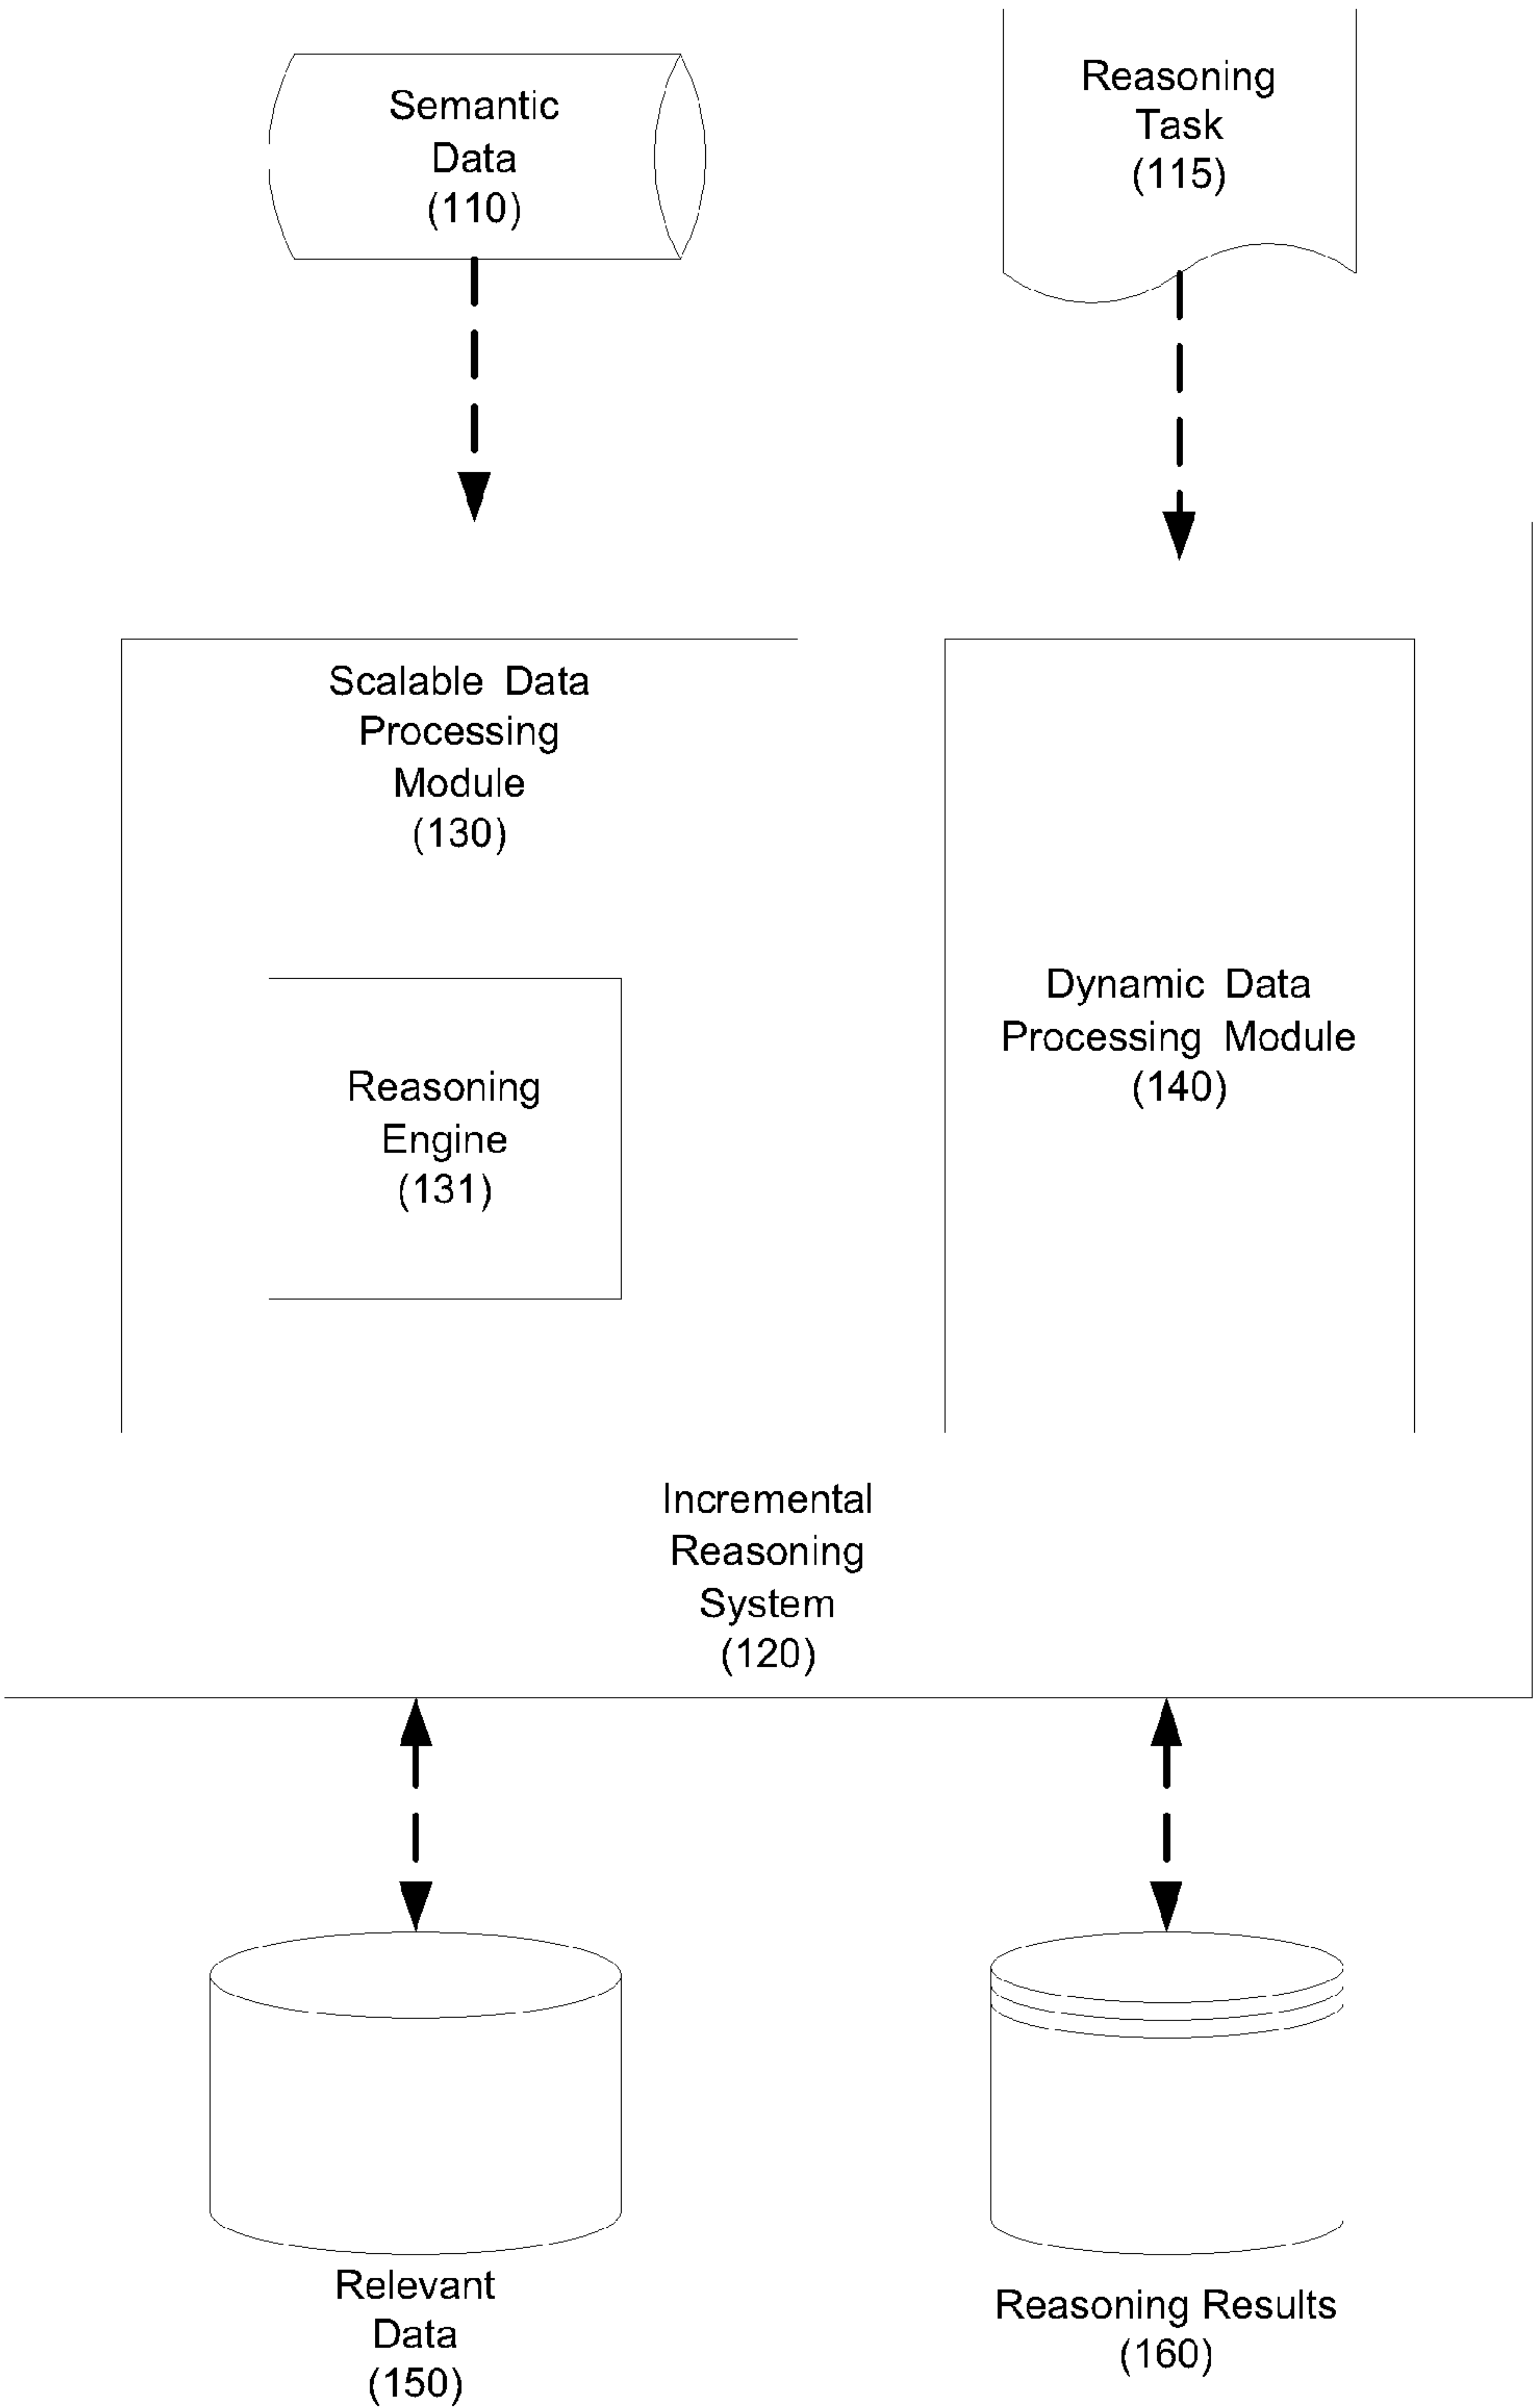 Semantic
Data
(110)
Reasoning
Task
(115)
Scalable Data
Processing
Module
(130)
Reasoning
Engine
(131)
Dynamic Data
Processing Module
(140)
Incremental
Reasoning
System
(120)
Relevant
Data
(150)
Reasoning Results
(160)